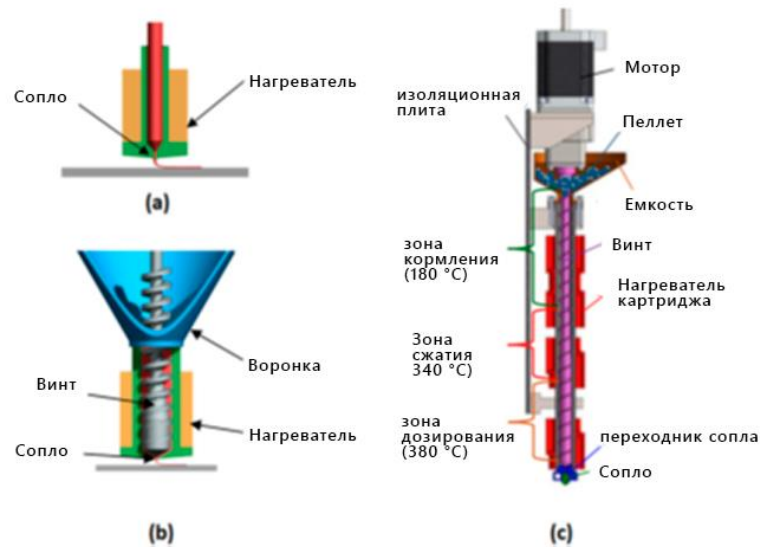 Сопло
Нагреватель
(a)
Воронка
Винт
Нагреватель
Сопло
(b)
Мотор
изоляционная
плита
Пеллет
Емкость
зона
кормления
(180 °C)
Винт
Нагреватель
картриджа
Зона
сжатия
340 °C)
зона
дозирования
(380 °C)
переходник сопла
Сопло
(c)